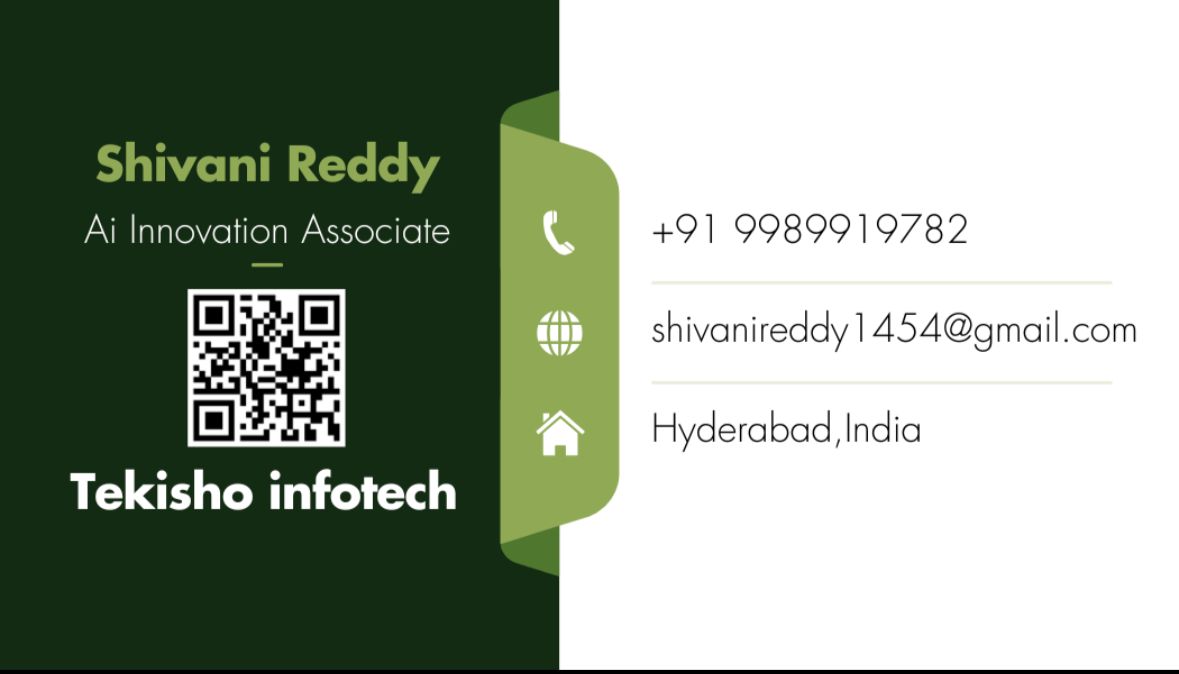 Shivani Reddy
Ai Innovation Associate
Tekisho infotech
+91 9989919782
shivanireddy1454@gmail.com
Hyderabad,India